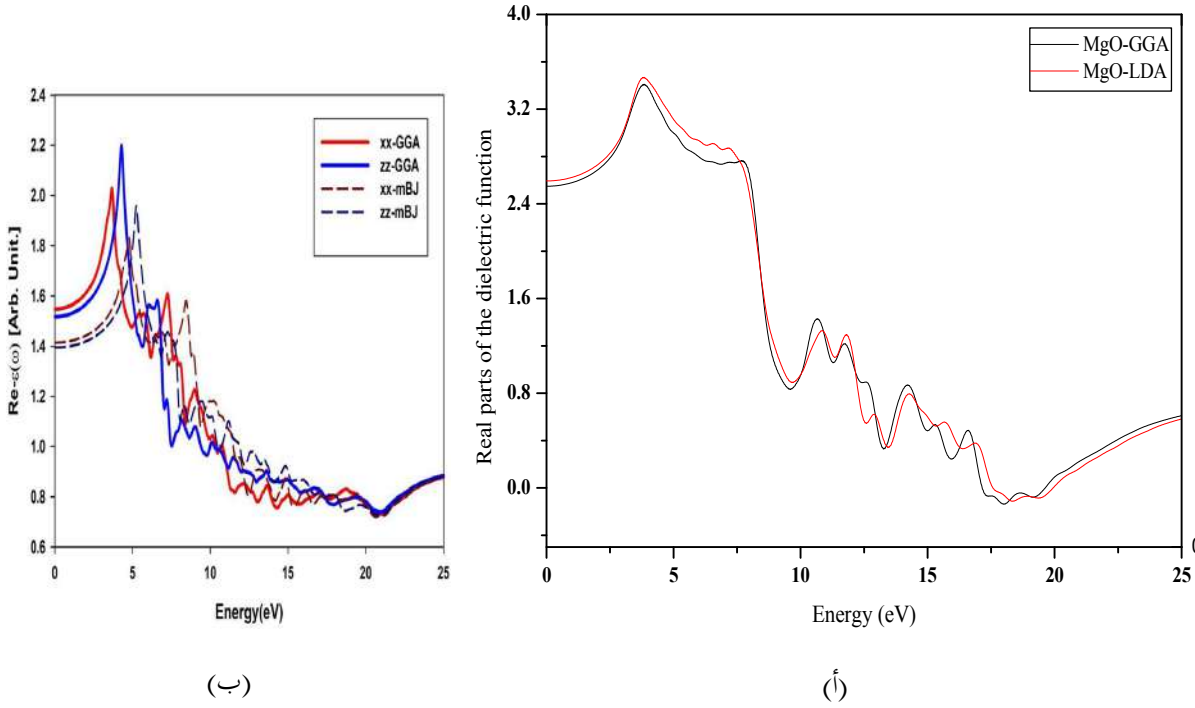 Re-ε(ω) [Arb. Unit.]
2.4
2.2
2.0
1.8
1.6
1.4
1.2
1.0
0.8
0.6
xx-GGA
zz-GGA
xx-mBJ
zz-mBJ
0 5 10 15 20 25
Energy(eV)
(ب)
Real parts of the dielectric function
4.0
3.2
2.4
1.6
0.8
0.0
MgO-GGA
MgO-LDA
0 5 10 15 20 25
Energy (eV)
(أ)